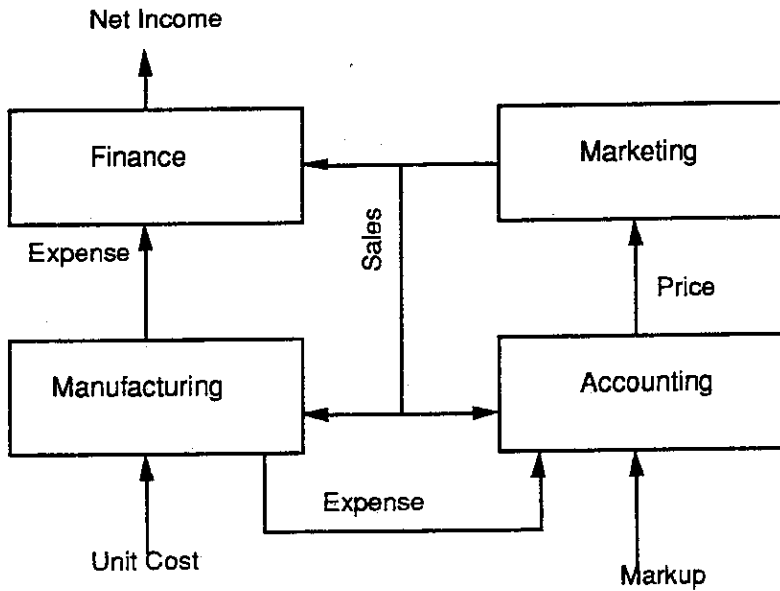 Net Income
Finance
Marketing
Sales
Expense
Price
Manufacturing
Accounting
Expense
Unit Cost
Markup